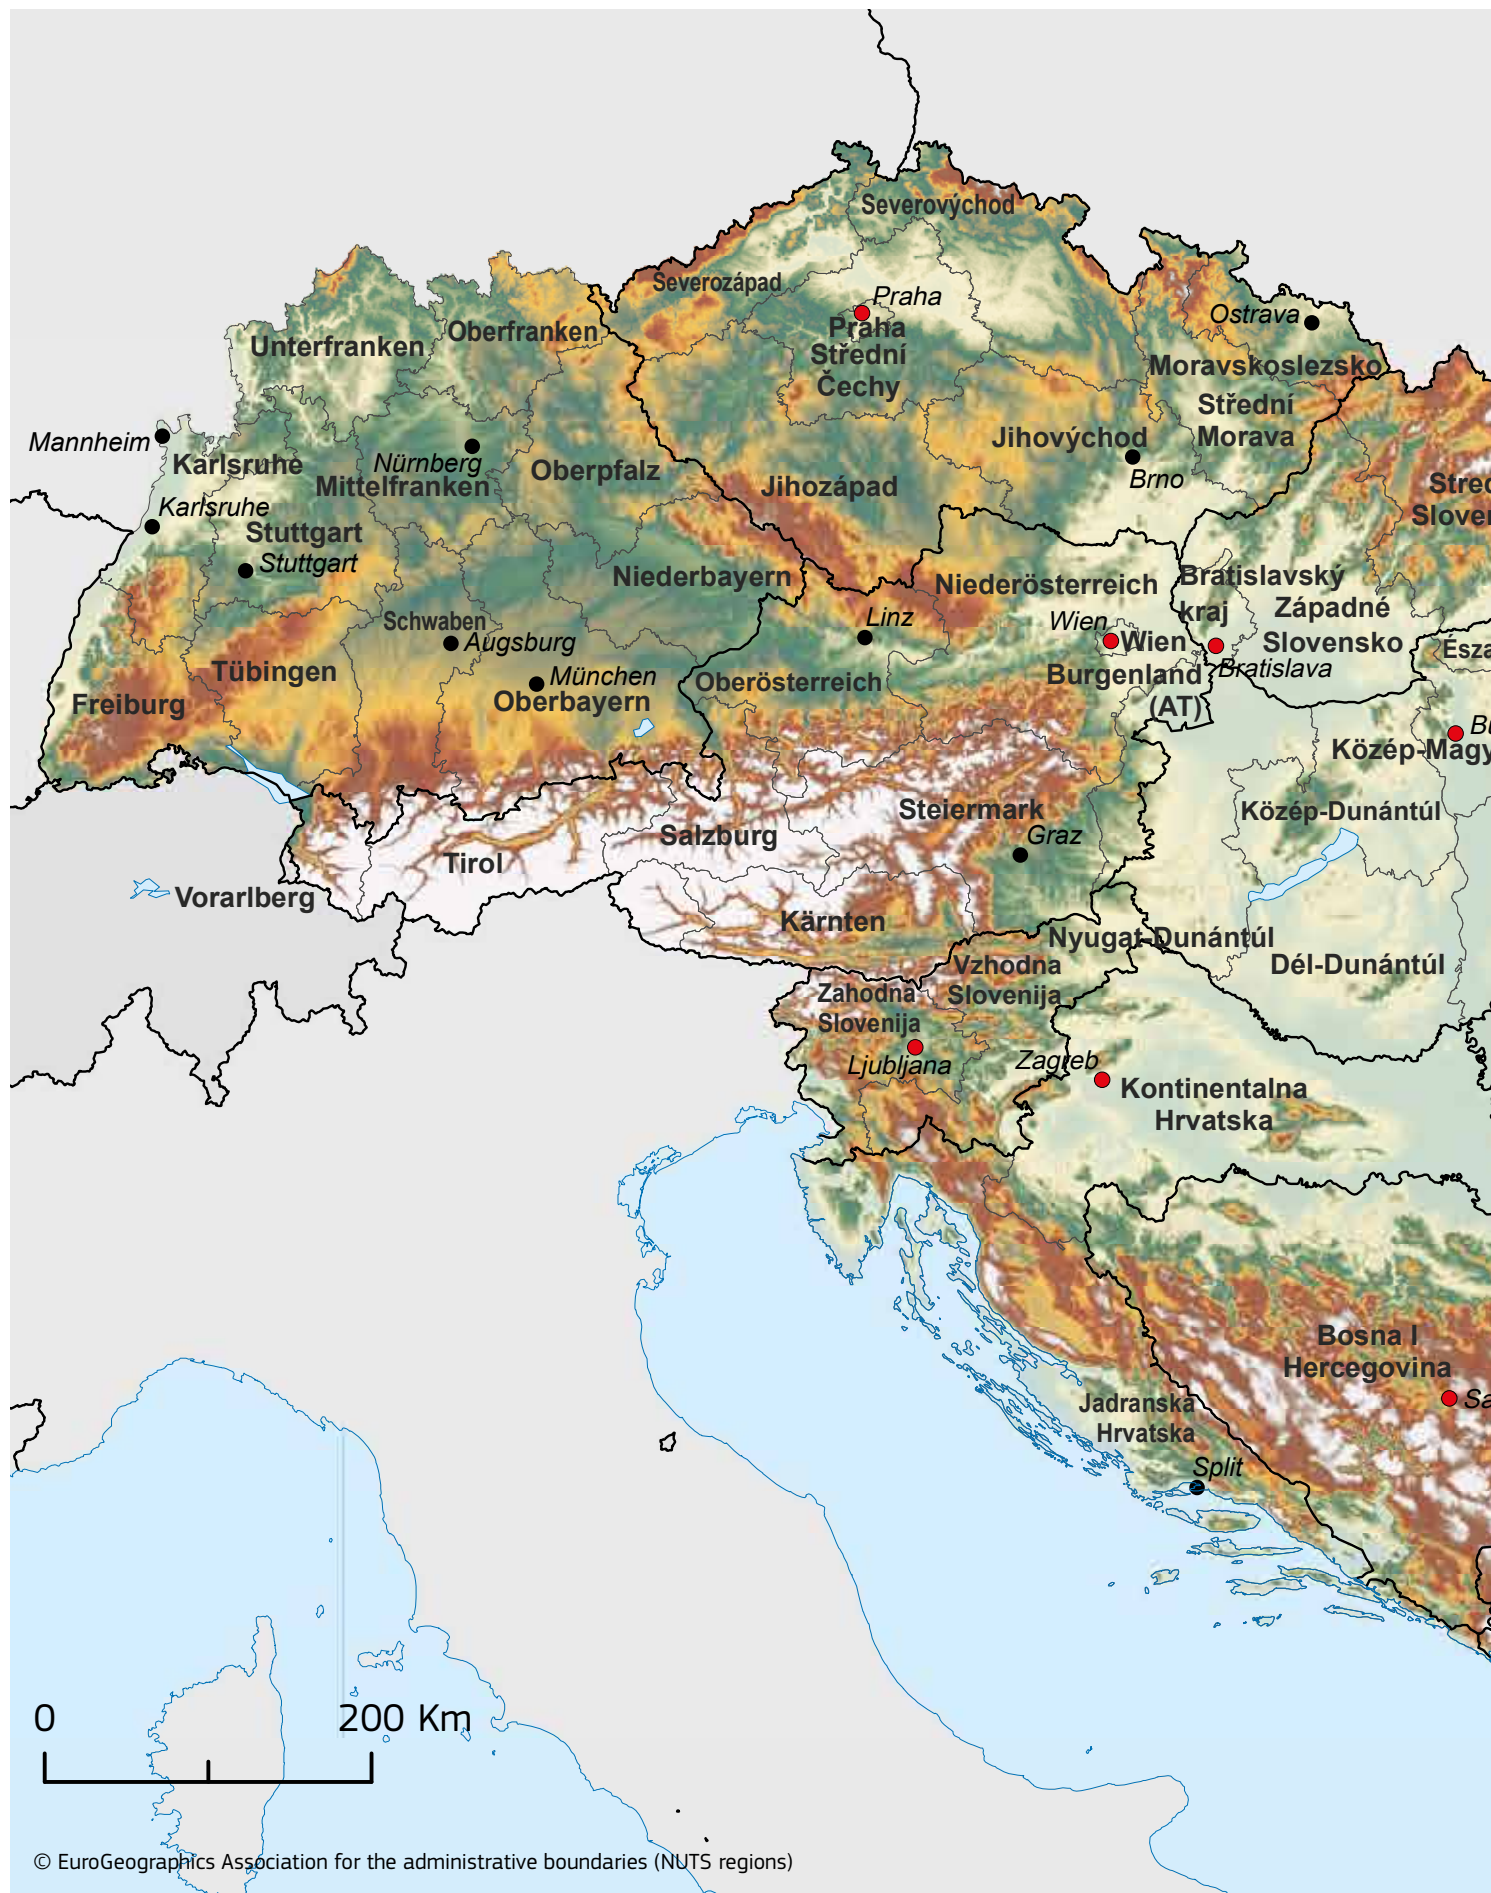 Severovýchod
Severozápad
Praha
Praha
Ostrava
Střední
Čechy
Oberfranken
Unterfranken
Moravskoslezsko
Střední
Morava
Mannheim
Karlsruhe
Nürnberg
Mittelfranken
Oberpfalz
Jihozápad
Jihovýchod
Brno
Karlsruhe
Stuttgart
Stuttgart
Niederbayern
Niederösterreich
Bratislavský
kraj
Západné
Slovensko
Schwaben
Augsburg
Linz
Wien
Wien
Bratislava
Tübingen
München
Oberbayern
Oberösterreich
Burgenland
(AT)
Freiburg
Közép-Magy
Közép-Dunántúl
Steiermark
Graz
Salzburg
Tirol
Vorarlberg
Kärnten
Nyugat-Dunántúl
Dél-Dunántúl
Vzhodna
Slovenija
Zahodna
Slovenija
Ljubljana
Zagreb
Kontinentalna
Hrvatska
Bosna I
Hercegovina
Jadranska
Hrvatska
Split
0 200 Km
© EuroGeographics Association for the administrative boundaries (NUTS regions)